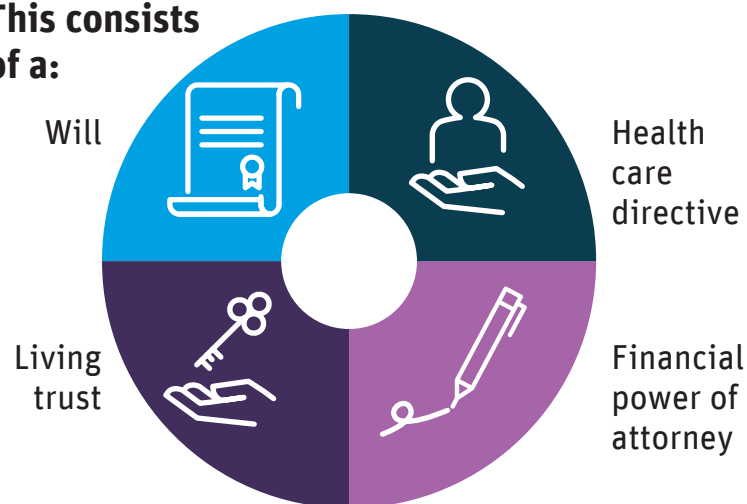 This consists
of a:
Will
Health
care
directive
Living
trust
Financial
power of
attorney